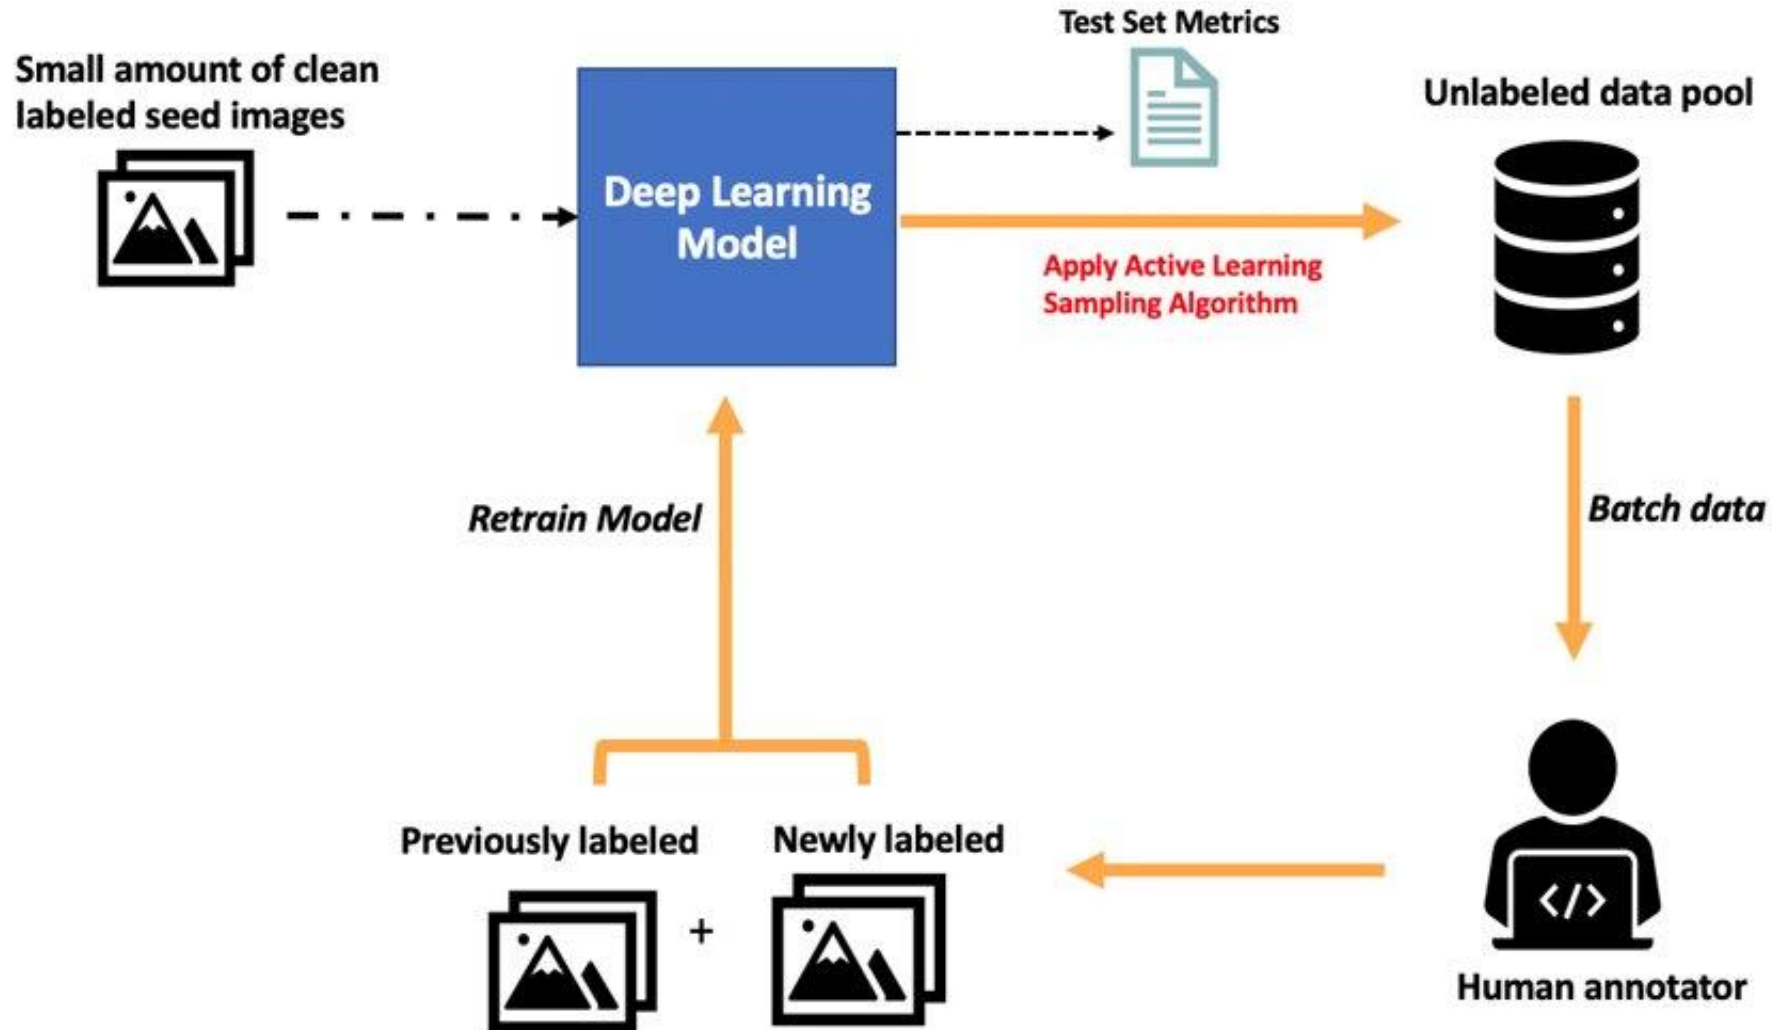 Test Set Metrics
Small amount of clean
labeled seed images
Unlabeled data pool
Deep Learning
Model
Apply Active Learning
Sampling Algorithm
Retrain Model
Batch data
Previously labeled
Newly labeled
+
</>
Human annotator